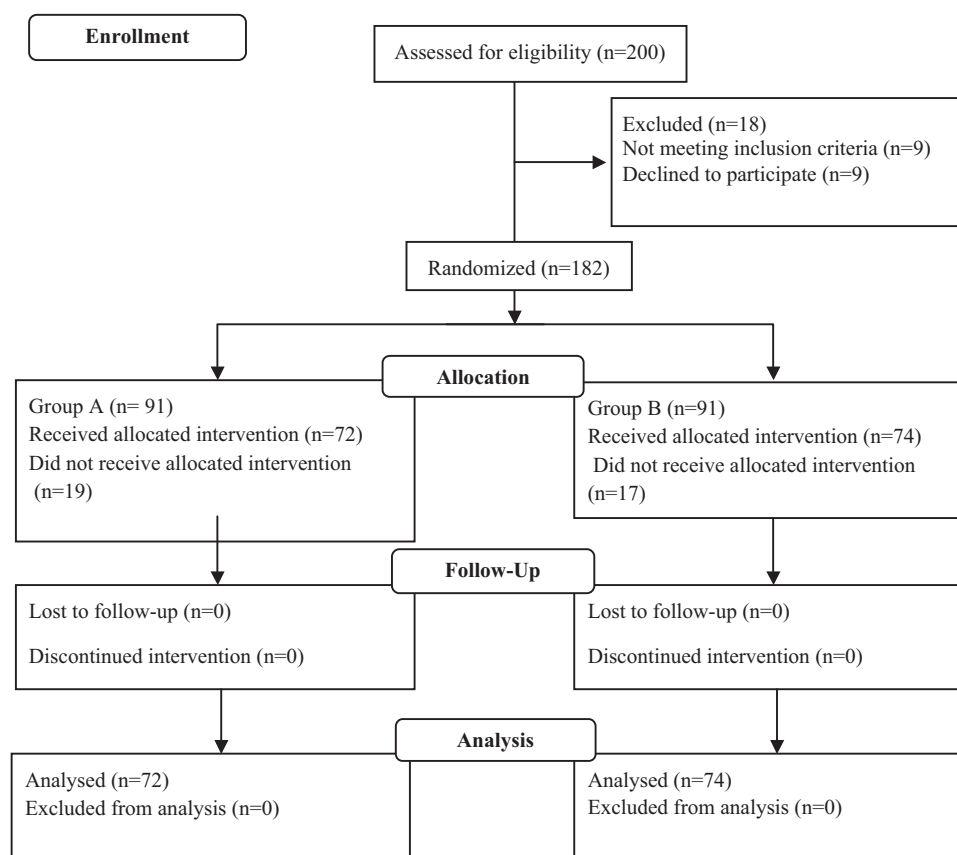 Enrollment
Assessed for eligibility (n=200)
Excluded (n=18)
Not meeting inclusion criteria (n=9)
Declined to participate (n=9)
Randomized (n=182)
Allocation
Group A (n= 91)
Received allocated intervention (n=72)
Did not receive allocated intervention
(n=19)
Group B (n=91)
Received allocated intervention (n=74)
Did not receive allocated intervention
(n=17)
Follow-Up
Lost to follow-up (n=0)
Discontinued intervention (n=0)
Lost to follow-up (n=0)
Discontinued intervention (n=0)
Analysis
Analysed (n=72)
Excluded from analysis (n=0)
Analysed (n=74)
Excluded from analysis (n=0)